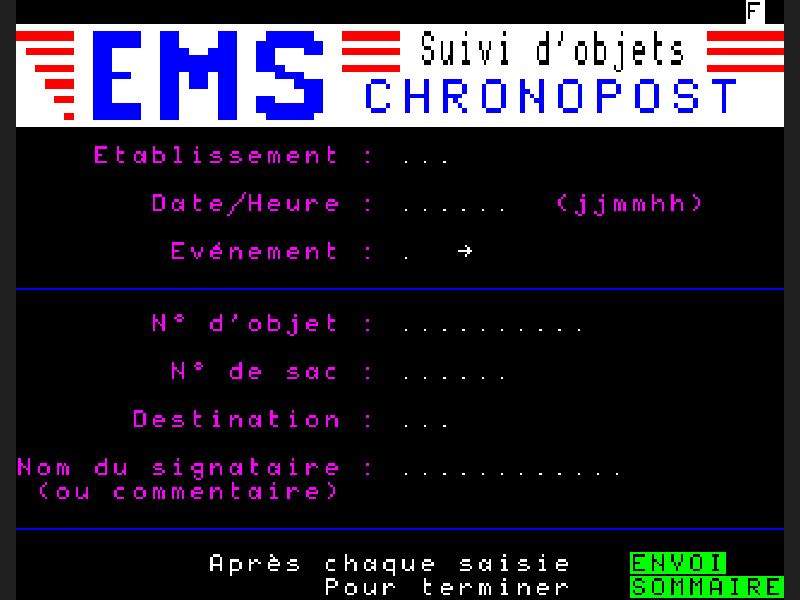 F
EMS Suivi d'objets
CHRONOPOST
Etablissement : ...
Date/Heure : ...... (jjmmhh)
Evénement : . →
N° d'objet : ..........
N° de sac : ......
Destination : ...
Nom du signataire : ............
(ou commentaire)
Après chaque saisie ENVOI
Pour terminer SOMMAIRE